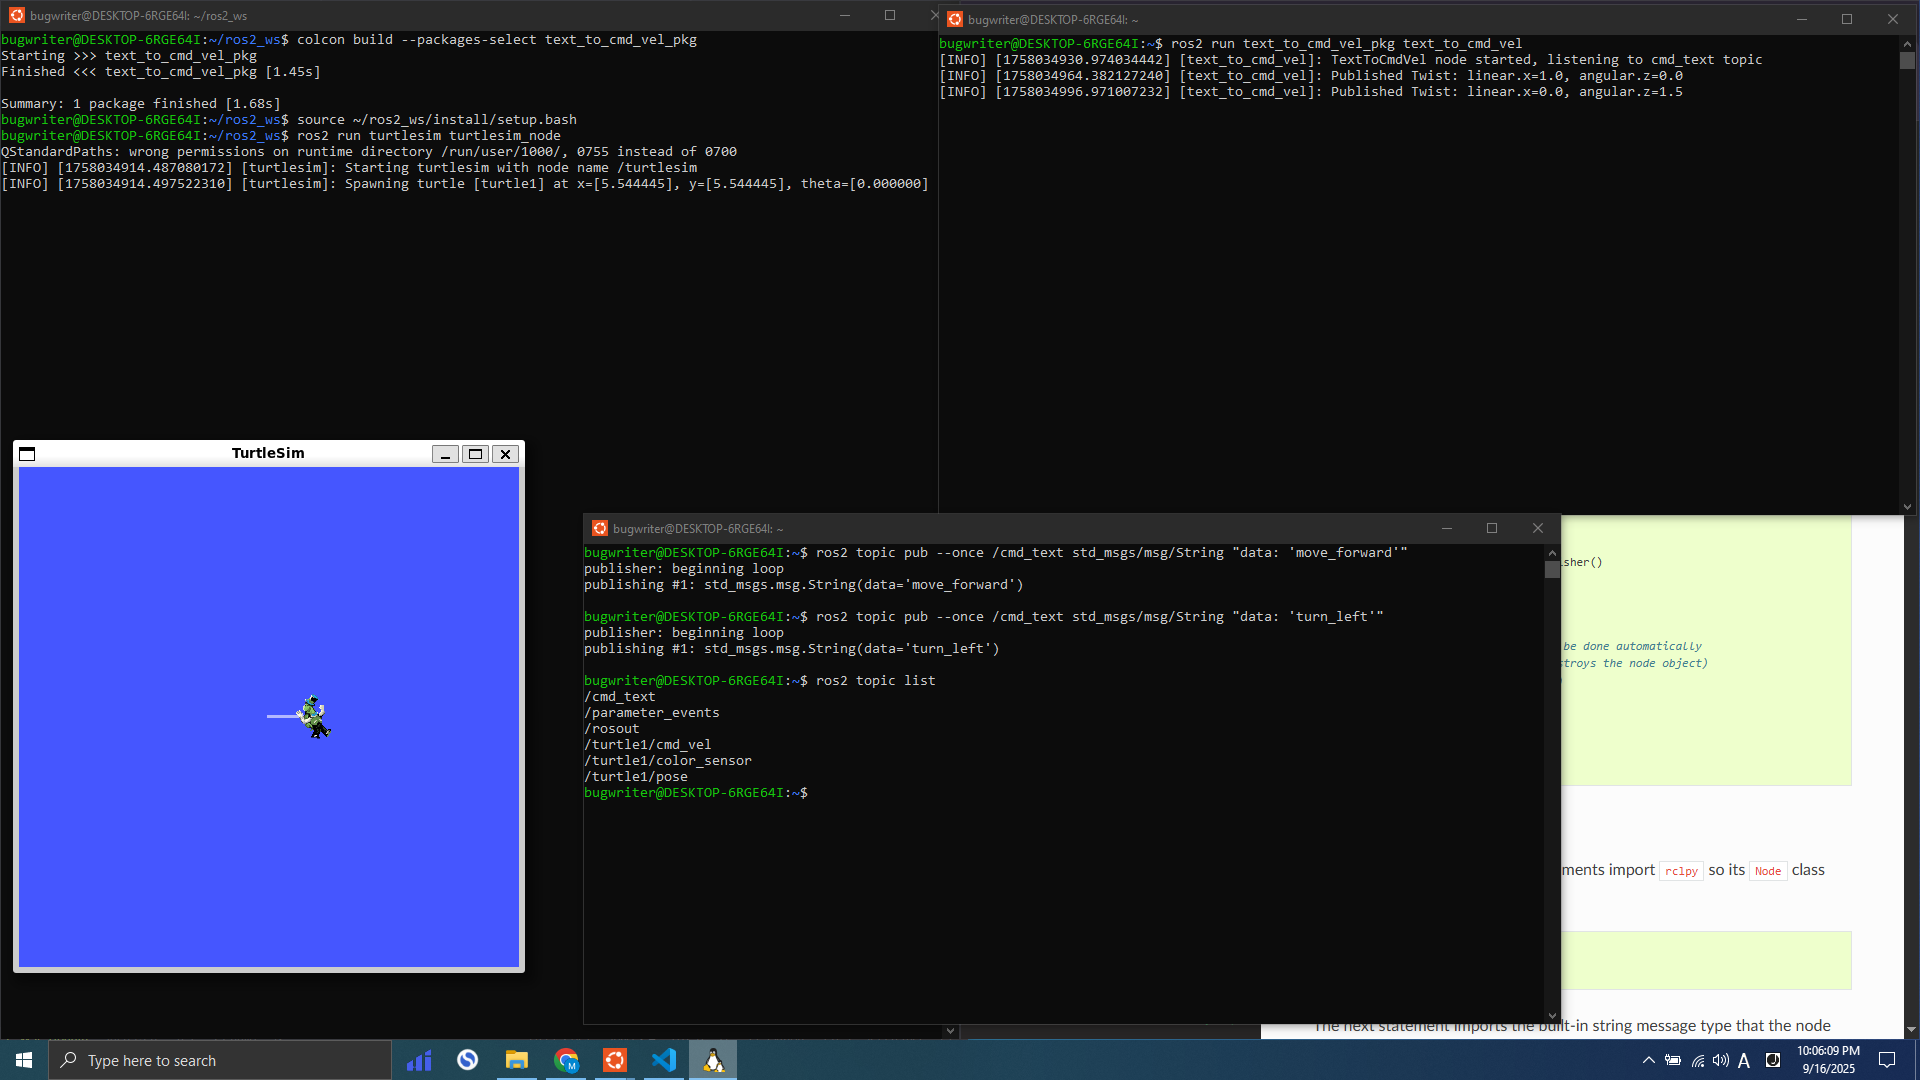 bugwriter@DESKTOP-6RGE64I: ~/ros2_ws
bugwriter@DESKTOP-6RGE64I:~/ros2_ws$ colcon build --packages-select text_to_cmd_vel_pkg
Starting >>> text_to_cmd_vel_pkg
Finished <<< text_to_cmd_vel_pkg [1.45s]
Summary: 1 package finished [1.68s]
bugwriter@DESKTOP-6RGE64I:~/ros2_ws$ source ~/ros2_ws/install/setup.bash
bugwriter@DESKTOP-6RGE64I:~/ros2_ws$ ros2 run turtlesim turtlesim_node
QStandardPaths: wrong permissions on runtime directory /run/user/1000/, 0755 instead of 0700
[INFO] [1758034914.487080172] [turtlesim]: Starting turtlesim with node name /turtlesim
[INFO] [1758034914.497522310] [turtlesim]: Spawning turtle [turtle1] at x=[5.544445], y=[5.544445], theta=[0.000000]
bugwriter@DESKTOP-6RGE64I: ~
bugwriter@DESKTOP-6RGE64I:~$ ros2 run text_to_cmd_vel_pkg text_to_cmd_vel
[INFO] [1758034930.974034442] [text_to_cmd_vel]: TextToCmdVel node started, listening to cmd_text topic
[INFO] [1758034964.382127240] [text_to_cmd_vel]: Published Twist: linear.x=1.0, angular.z=0.0
[INFO] [1758034996.971007232] [text_to_cmd_vel]: Published Twist: linear.x=0.0, angular.z=1.5
TurtleSim
bugwriter@DESKTOP-6RGE64I: ~
bugwriter@DESKTOP-6RGE64I:~$ ros2 topic pub --once /cmd_text std_msgs/msg/String "data: 'move_forward'"
publisher: beginning loop
publishing #1: std_msgs.msg.String(data='move_forward')
bugwriter@DESKTOP-6RGE64I:~$ ros2 topic pub --once /cmd_text std_msgs/msg/String "data: 'turn_left'"
publisher: beginning loop
publishing #1: std_msgs.msg.String(data='turn_left')
bugwriter@DESKTOP-6RGE64I:~$ ros2 topic list
/cmd_text
/parameter_events
/rosout
/turtle1/cmd_vel
/turtle1/color_sensor
/turtle1/pose
bugwriter@DESKTOP-6RGE64I:~$
sher()
be done automatically
troys the node object)
ments import rclpy so its Node class
The next statement imports the built-in string message type that the node
Type here to search
A
10:06:09 PM
9/16/2025